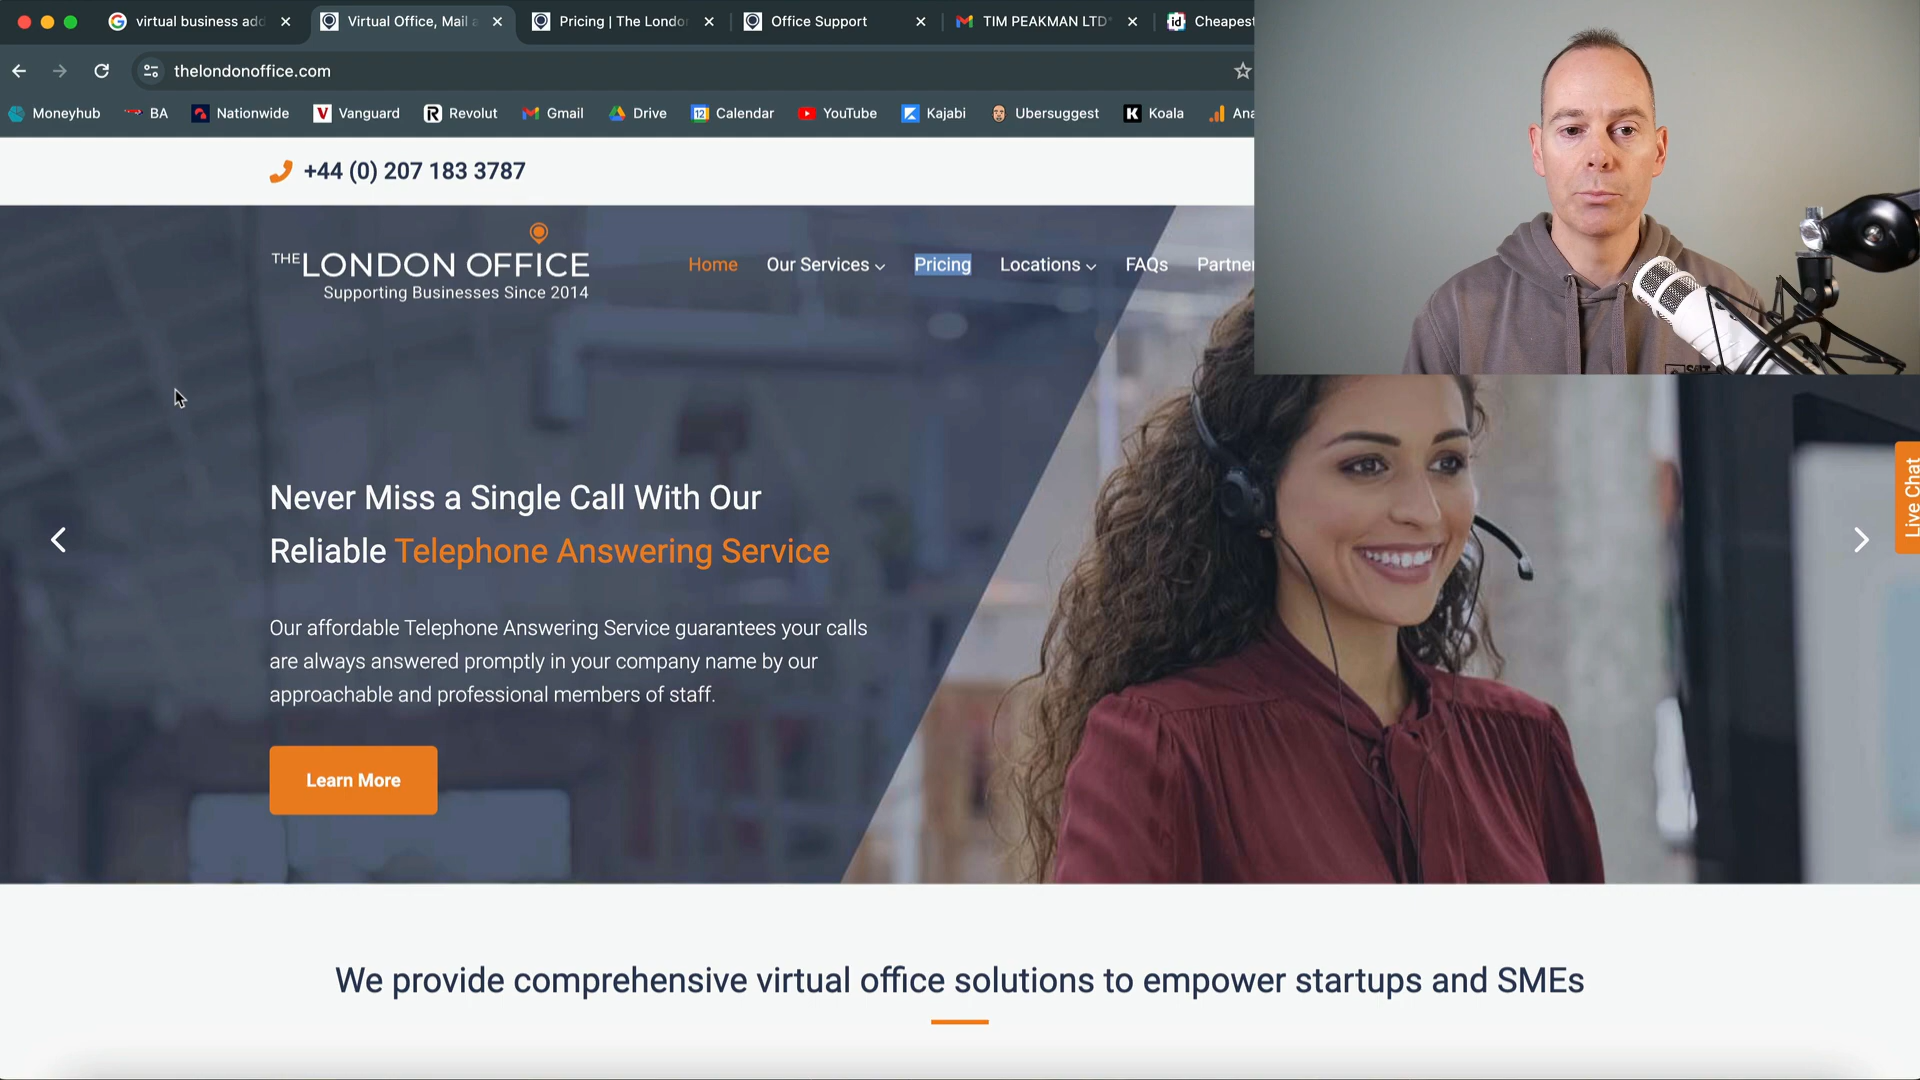 virtual business add
Virtual Office, Mail a
Pricing | The London
Office Support
TIM PEAKMAN LTD
id
Cheapest
thelondonoffice.com
Moneyhub
BA
Nationwide
V
Vanguard
R
Revolut
Gmail
Drive
12
Calendar
YouTube
Kajabi
Ubersuggest
K
Koala
Ana
+44 (0) 207 183 3787
THE LONDON OFFICE
Supporting Businesses Since 2014
Home
Our Services
Pricing
Locations
FAQs
Partner
Never Miss a Single Call With Our
Reliable Telephone Answering Service
Our affordable Telephone Answering Service guarantees your calls
are always answered promptly in your company name by our
approachable and professional members of staff.
Learn More
Live Chat
We provide comprehensive virtual office solutions to empower startups and SMEs